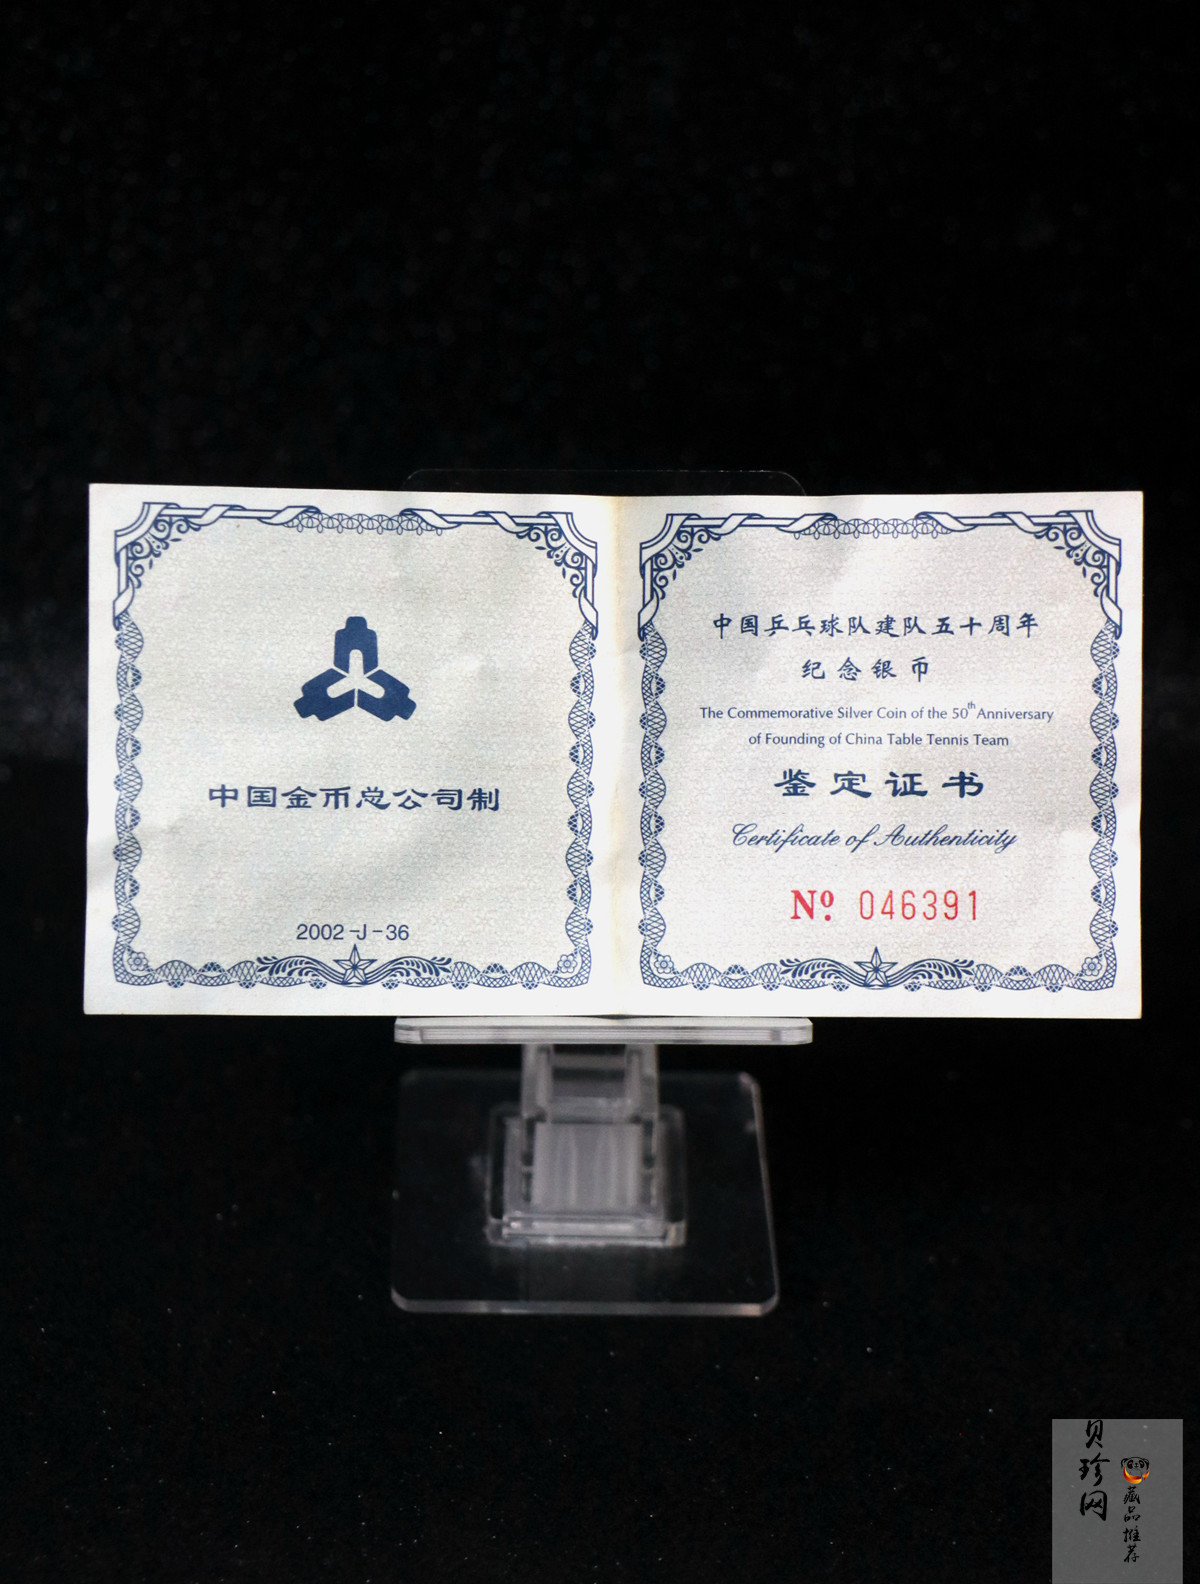 中国金币总公司制
2002-J-36
中国乒乓球队建队五十周年
纪念银币
The Commemorative Silver Coin of the 50th Anniversary
of Founding of China Table Tennis Team
鉴定证书
Certificate of Authenticity
Nº 046391
贝珍网
藏品推荐